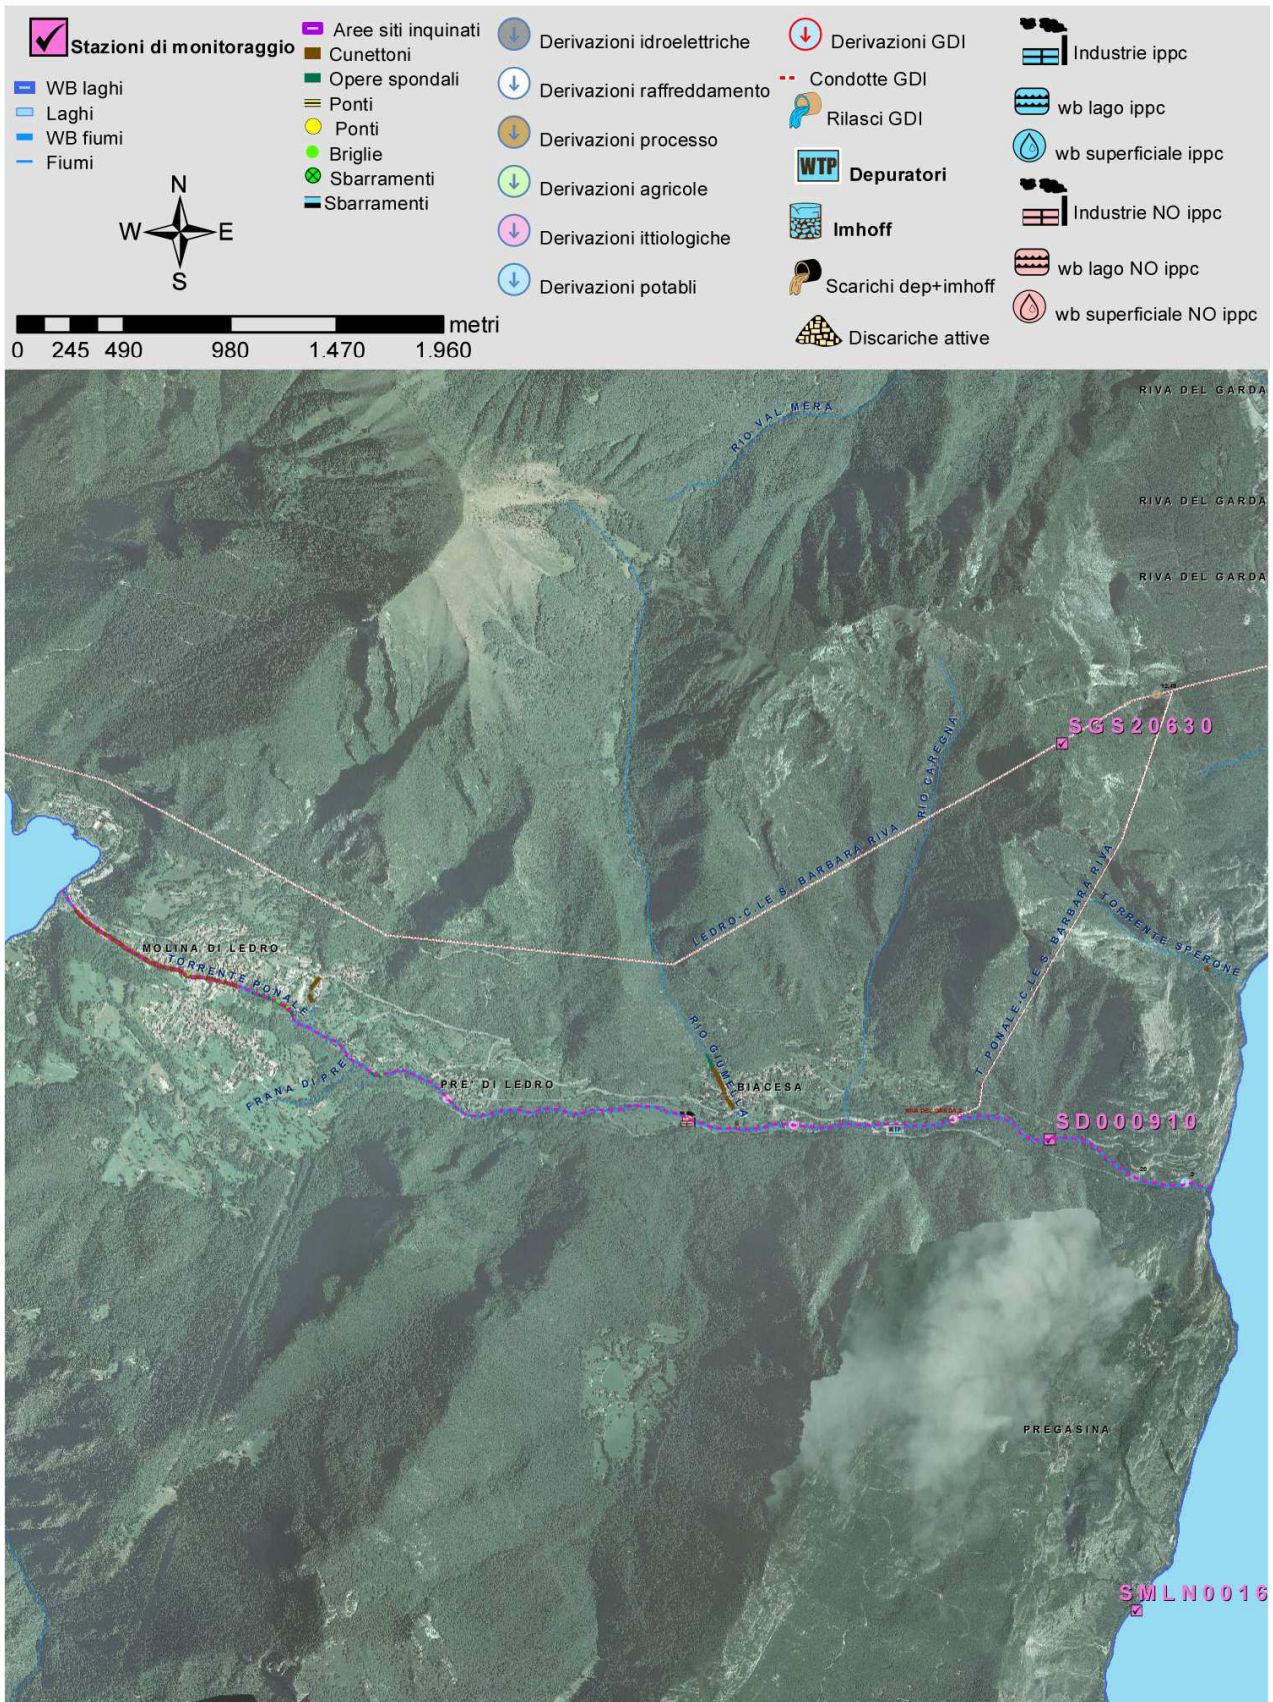 Stazioni di monitoraggio
WB laghi
Laghi
WB fiumi
Fiumi
N
W E
S
Aree siti inquinati
Cunettoni
Opere spondali
Ponti
Ponti
Briglie
Sbarramenti
Sbarramenti
Derivazioni idroelettriche
Derivazioni raffreddamento
Derivazioni processo
Derivazioni agricole
Derivazioni ittiologiche
Derivazioni potabli
Derivazioni GDI
Condotte GDI
Rilasci GDI
WTP Depuratori
Imhoff
Scarichi dep+imhoff
Discariche attive
Industrie ippc
wb lago ippc
wb superficiale ippc
Industrie NO ippc
wb lago NO ippc
wb superficiale NO ippc
metri
0 245 490 980 1.470 1.960
RIVA DEL GARDA
RIO VAL MERA
RIVA DEL GARDA
RIVA DEL GARDA
SGS20630
RIO CAREGNA
LEDRO-C.LE S. BARBARA RIVA
T. PONALE-C.LE S. BARBARA RIVA
TORRENTE SPERONE
MOLINA DI LEDRO
TORRENTE PONALE
RIO GIUMELLA
FRANA DI PRE'
PRE' DI LEDRO
BIACESA
WTP
SD000910
20
PREGASINA
SMLN0016